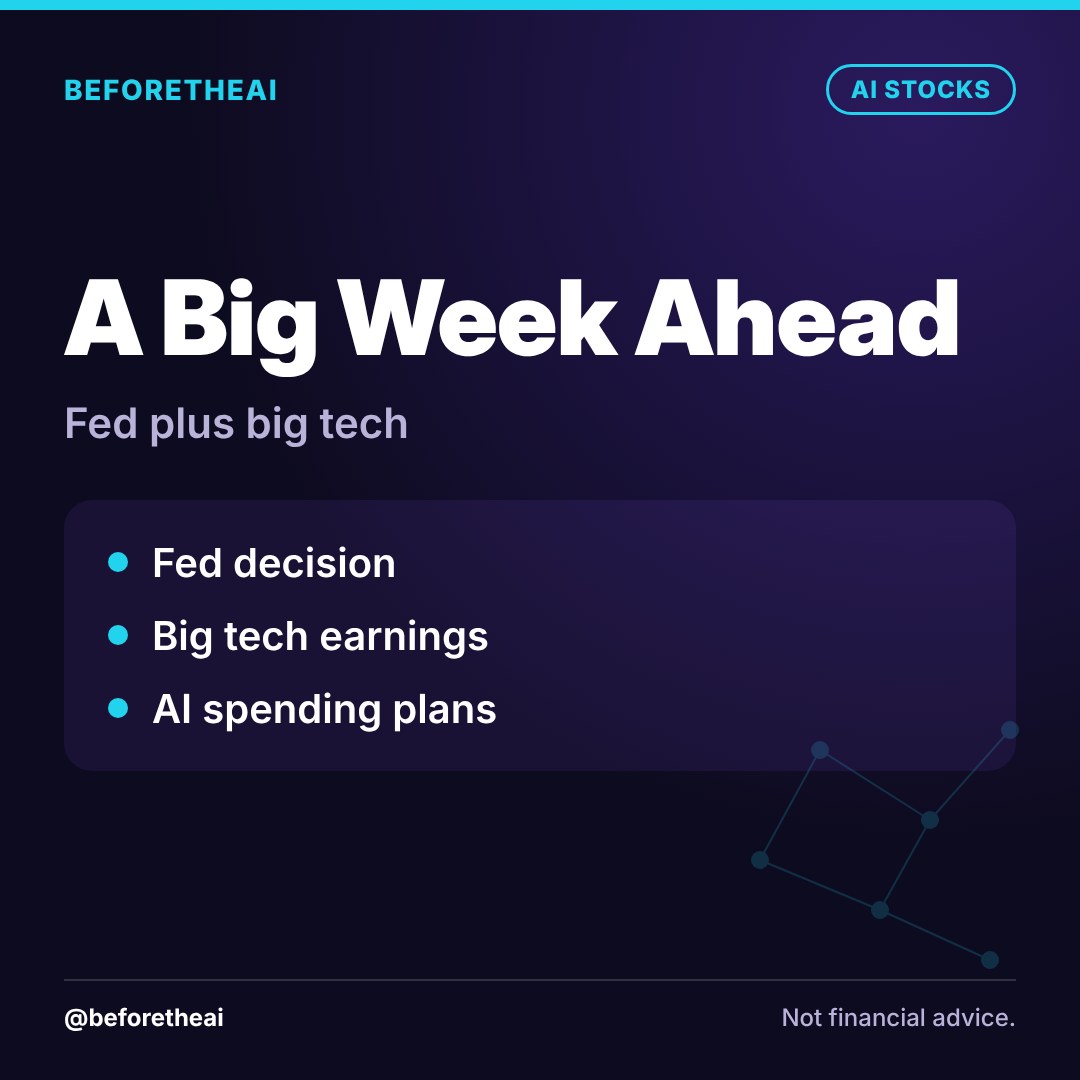 BEFORETHEAI
AI STOCKS
A Big Week Ahead
Fed plus big tech
Fed decision
Big tech earnings
AI spending plans
@beforetheai
Not financial advice.